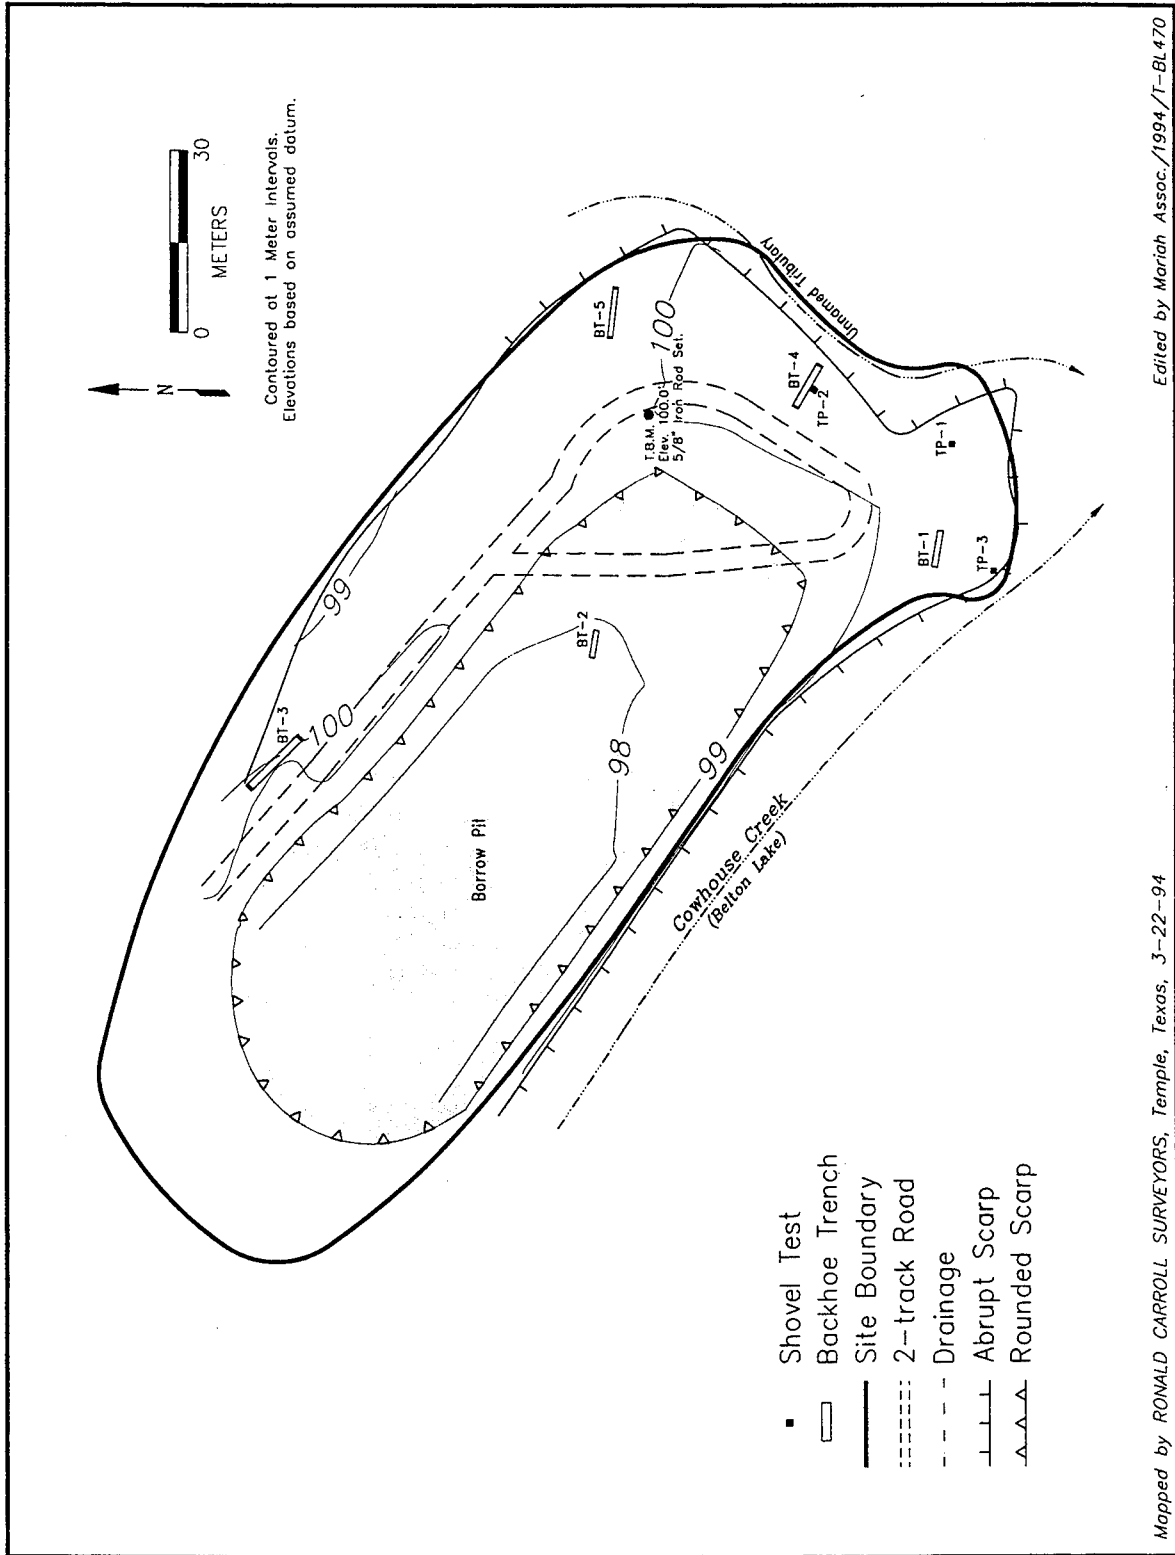 N
0
30
METERS
Contoured at 1 Meter Intervals.
Elevations based on assumed datum.
BT-3
100
99
BT-5
100
T.B.M.
Elev. 100.0'
5/8" Iron Rod Set.
BT-2
98
99
Borrow Pit
BT-4
TP-2
Unnamed Tributary
TP-1
BT-1
TP-3
Cowhouse Creek
(Belton Lake)
Shovel Test
Backhoe Trench
Site Boundary
2-track Road
Drainage
Abrupt Scarp
Rounded Scarp
Mapped by RONALD CARROLL SURVEYORS, Temple, Texas, 3-22-94
Edited by Mariah Assoc./1994/T-BL470